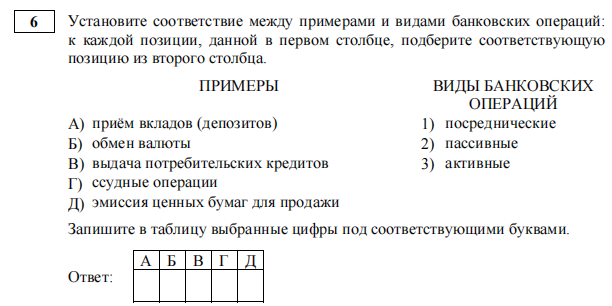 6 Установите соответствие между примерами и видами банковских операций:
к каждой позиции, данной в первом столбце, подберите соответствующую
позицию из второго столбца.
ПРИМЕРЫ
А) приём вкладов (депозитов)
Б) обмен валюты
В) выдача потребительских кредитов
Г) ссудные операции
Д) эмиссия ценных бумаг для продажи
ВИДЫ БАНКОВСКИХ
ОПЕРАЦИЙ
1) посреднические
2) пассивные
3) активные
Запишите в таблицу выбранные цифры под соответствующими буквами.
Ответ: А Б В Г Д